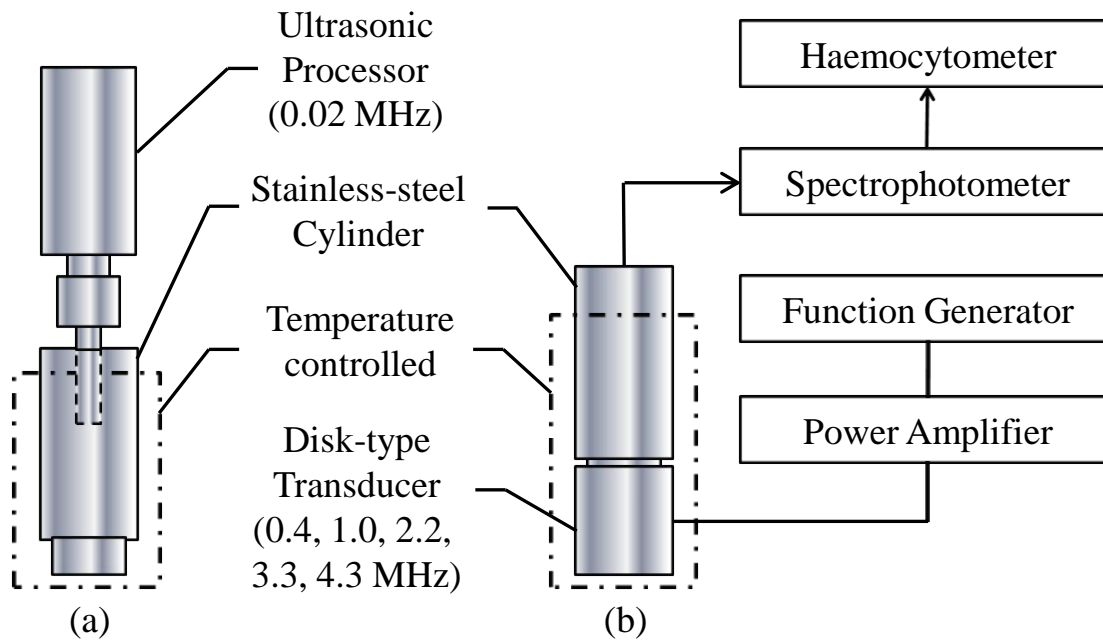 Ultrasonic
Processor
(0.02 MHz)
Stainless-steel
Cylinder
Temperature
controlled
Disk-type
Transducer
(0.4, 1.0, 2.2,
3.3, 4.3 MHz)
Haemocytometer
Spectrophotometer
Function Generator
Power Amplifier
(a)
(b)